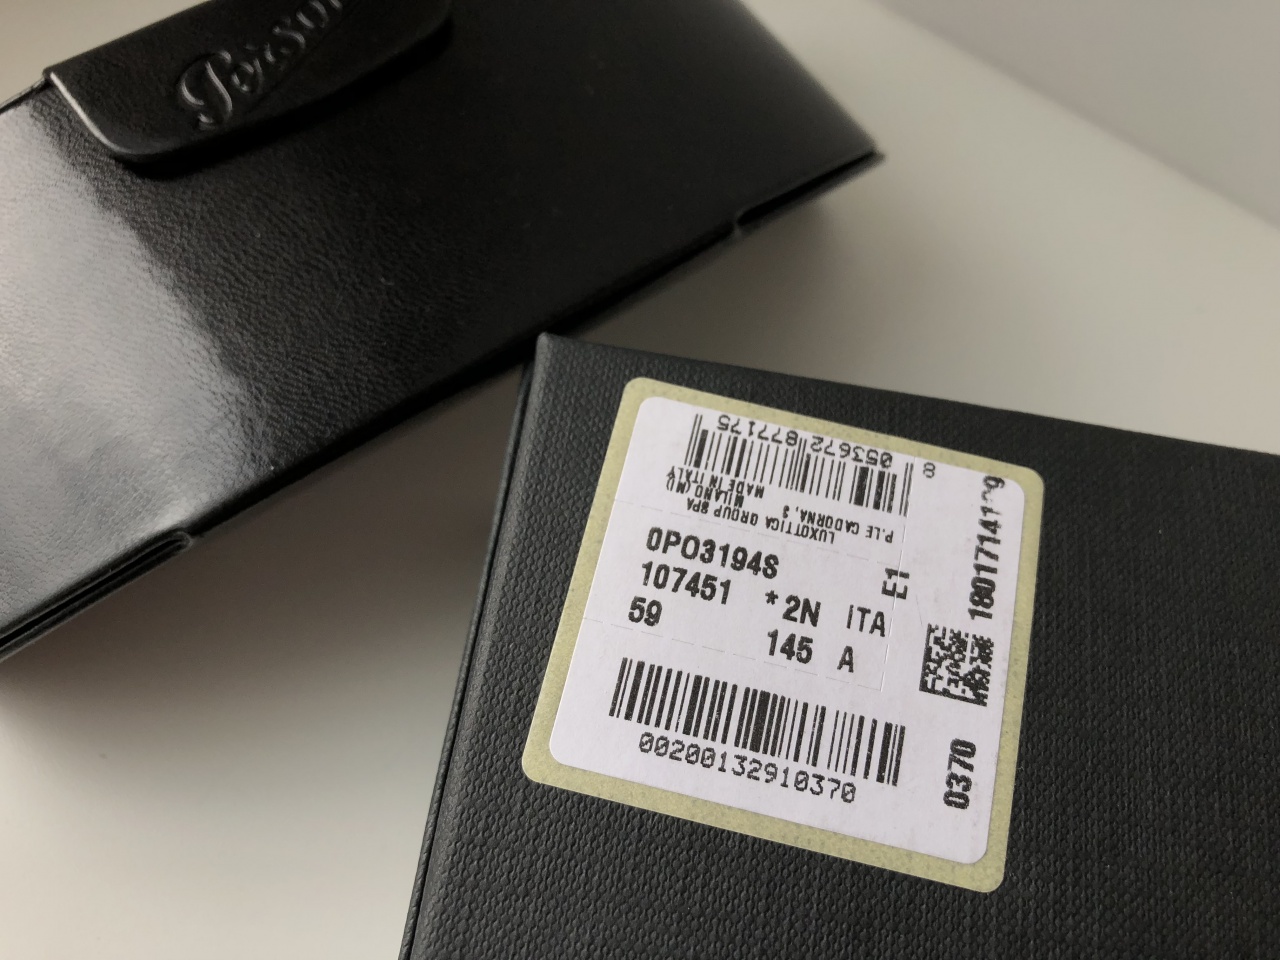 Persol
8 053672 877175
LUXOTTICA GROUP SPA
P.LE CADORNA, 3
MILANO (MI)
MADE IN ITALY
0PO3194S
E1
107451 *2N ITA
59 145 A
00200132910370
0370